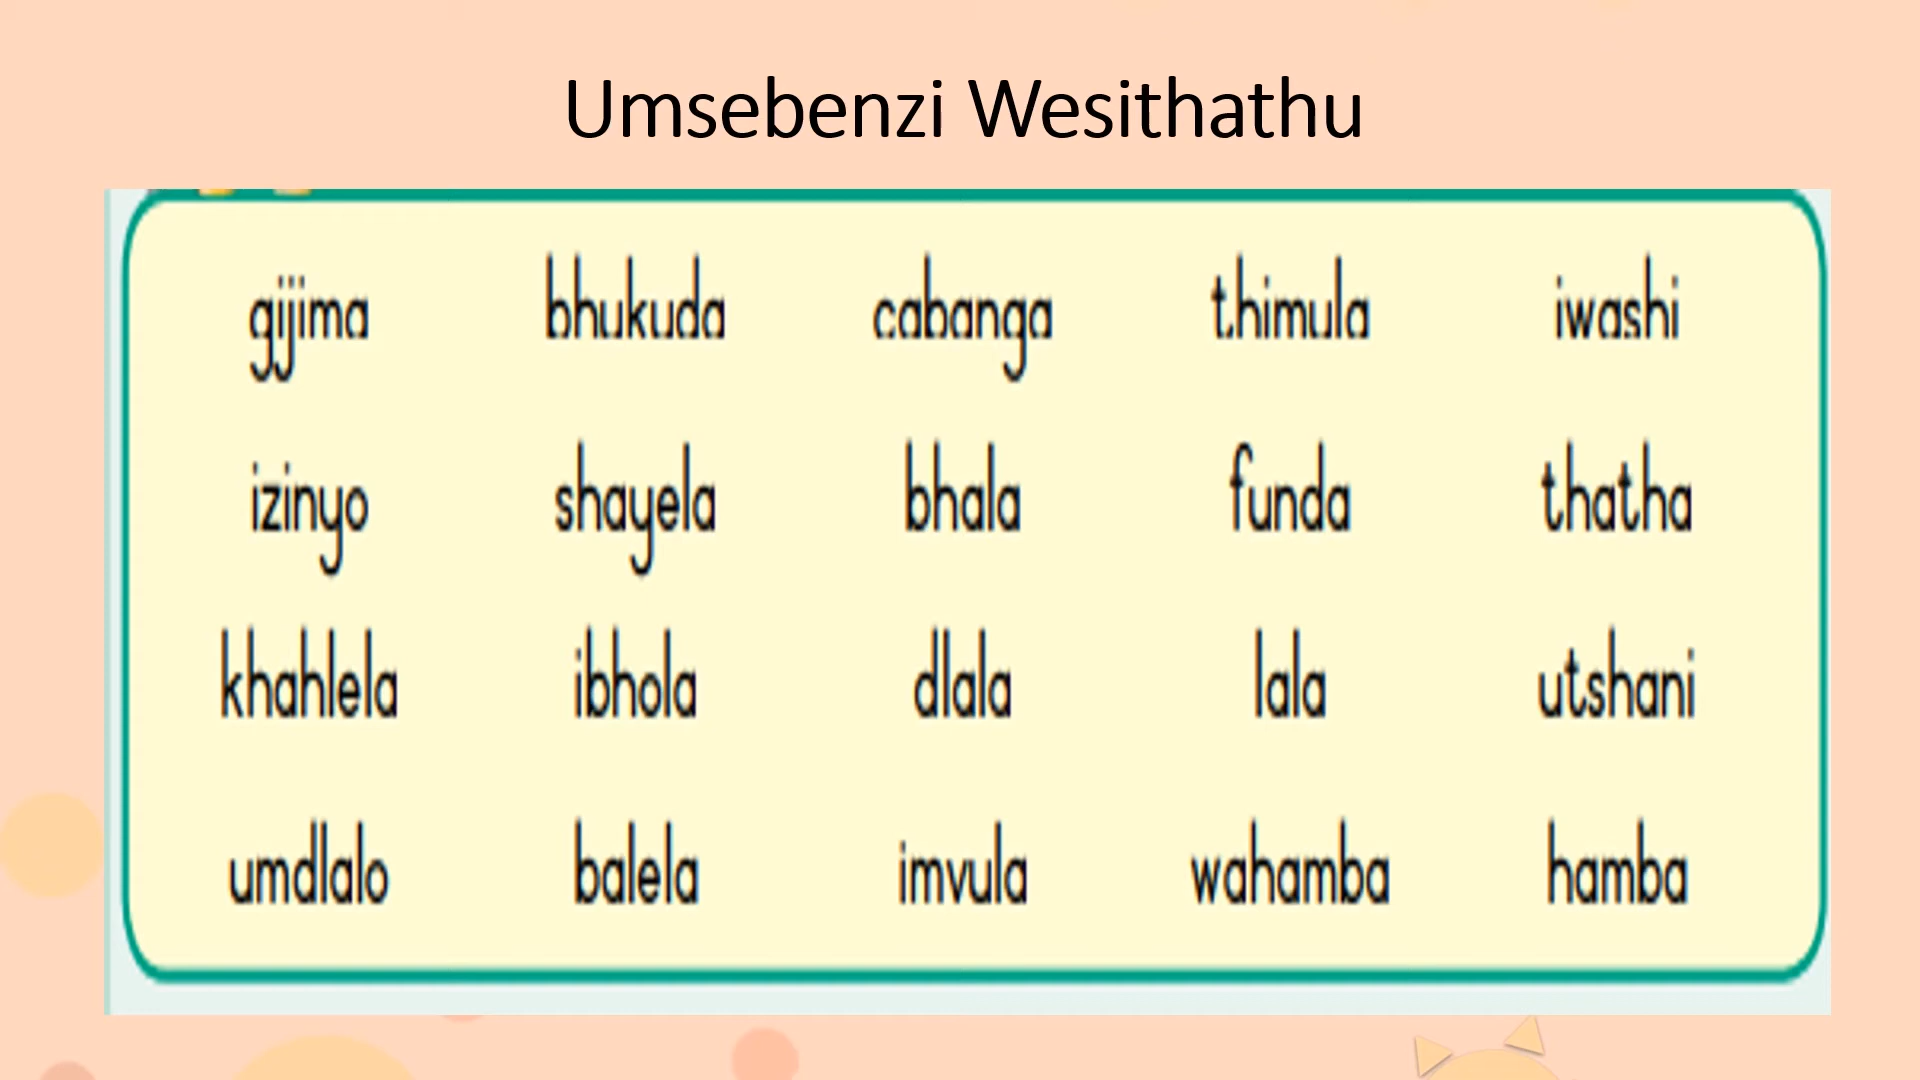 Umsebenzi Wesithathu
gijima bhukuda cabanga thimula iwashi
izinyo shayela bhala funda thatha
khahlela ibhola dlala lala utshani
umdlalo balela imvula wahamba hamba